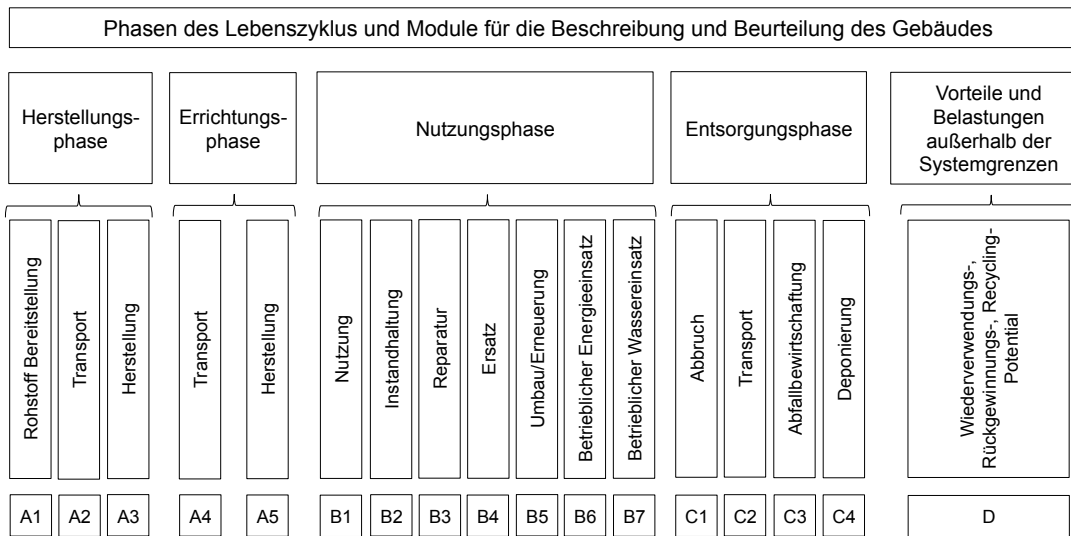 Phasen des Lebenszyklus und Module für die Beschreibung und Beurteilung des Gebäudes
Herstellungs-
phase
Errichtungs-
phase
Nutzungsphase
Entsorgungsphase
Vorteile und
Belastungen
außerhalb der
Systemgrenzen
Rohstoff Bereitstellung
Transport
Herstellung
Transport
Herstellung
Nutzung
Instandhaltung
Reparatur
Ersatz
Umbau/Erneuerung
Betrieblicher Energieeinsatz
Betrieblicher Wassereinsatz
Abbruch
Transport
Abfallbewirtschaftung
Deponierung
Wiederverwendungs-,
Rückgewinnungs-, Recycling-
Potential
A1
A2
A3
A4
A5
B1
B2
B3
B4
B5
B6
B7
C1
C2
C3
C4
D